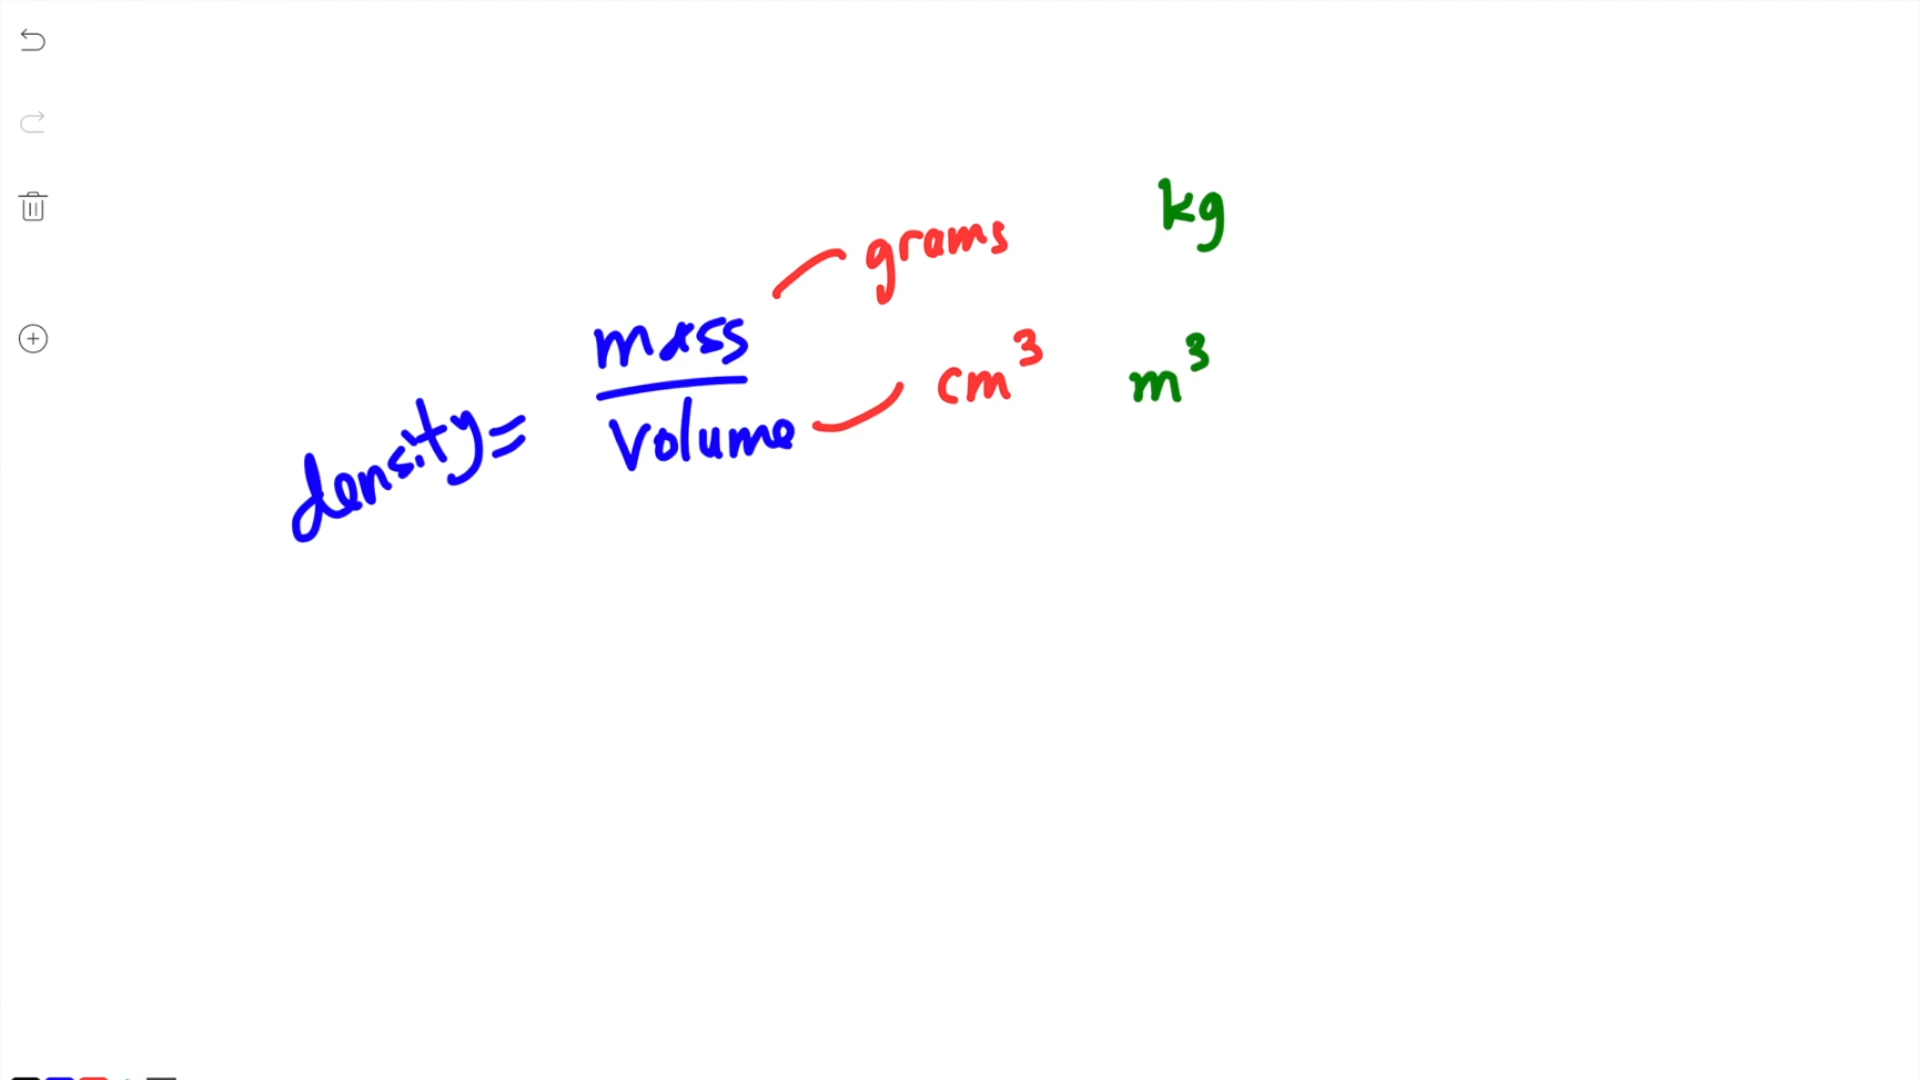 kg
grams
mass
cm³ m³
density=
Volume